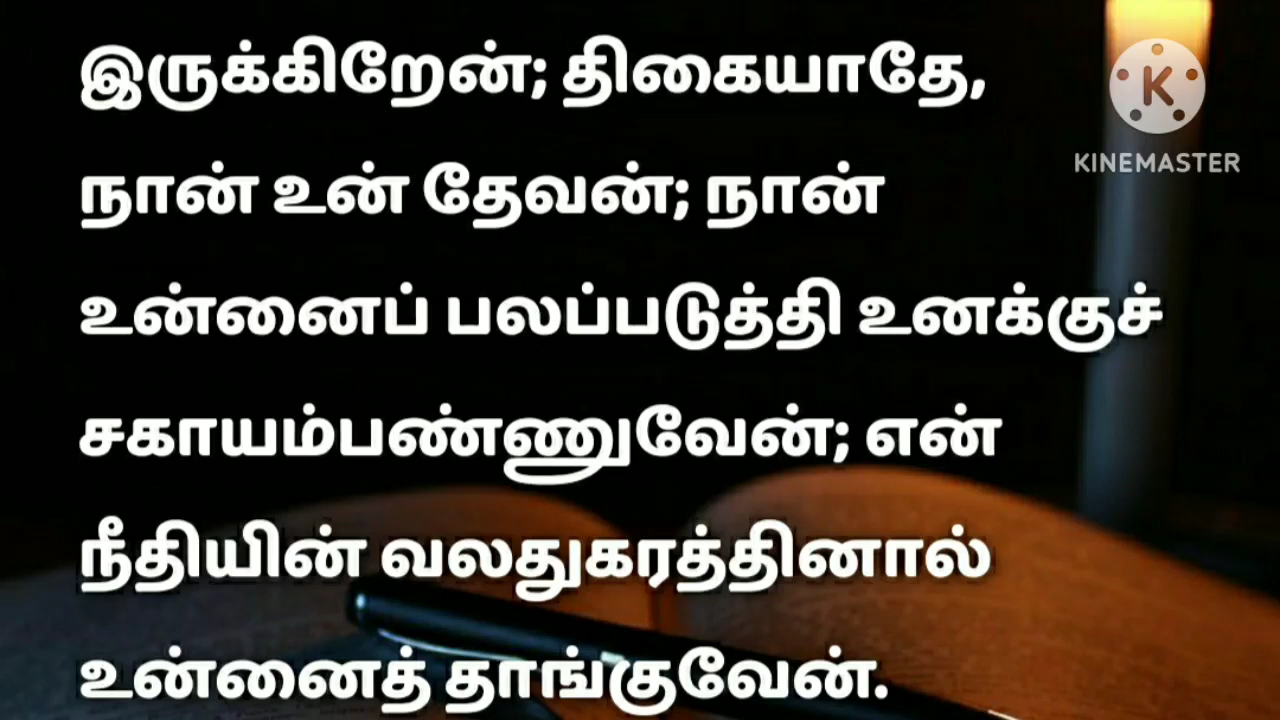 இருக்கிறேன்; திகையாதே,
நான் உன் தேவன்; நான்
உன்னைப் பலப்படுத்தி உனக்குச்
சகாயம்பண்ணுவேன்; என்
நீதியின் வலதுகரத்தினால்
உன்னைத் தாங்குவேன்.
K
KINEMASTER